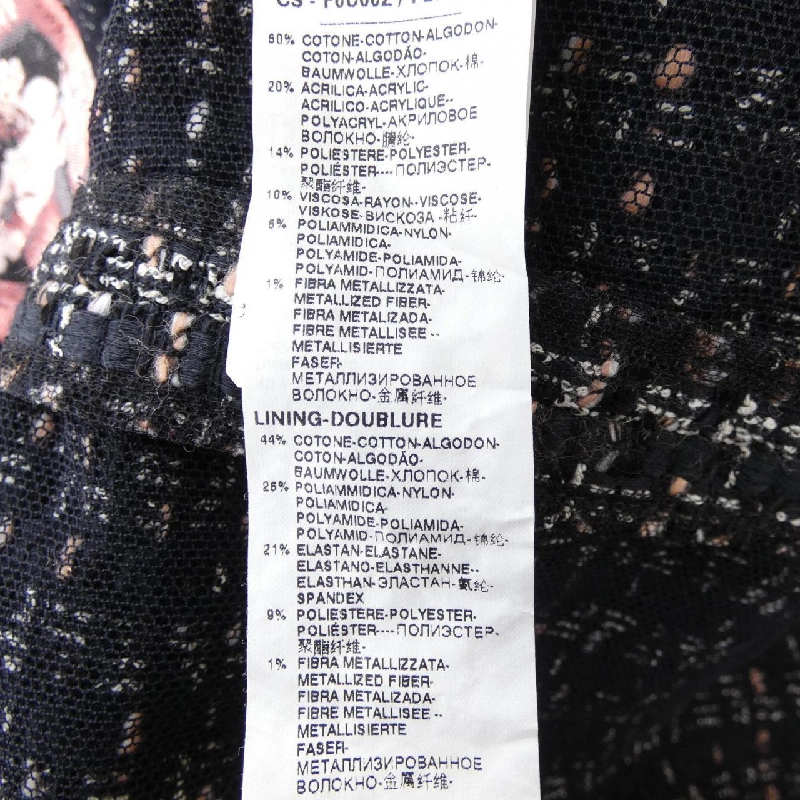 60% COTONE-COTTON-ALGODON-
COTON-ALGODÃO-
BAUMWOLLE-ХЛОПОК-棉-
20% ACRILICA-ACRYLIC-
ACRILICO-ACRYLIQUE--
POLYACRYL-АКРИЛОВОЕ
ВОЛОКНО-腈纶-
14% POLIESTERE-POLYESTER-
POLIÉSTER----ПОЛИЭСТЕР-
聚酯纤维-
10% VISCOSA-RAYON--VISCOSE-
VISKOSE-ВИСКОЗА-粘纤-
5% POLIAMMIDICA-NYLON-
POLIAMIDICA-
POLYAMIDE-POLIAMIDA-
POLYAMID-ПОЛИАМИД-锦纶-
1% FIBRA METALLIZZATA-
METALLIZED FIBER-
FIBRA METALIZADA-
FIBRE METALLISEE--
METALLISIERTE
FASER-
МЕТАЛЛИЗИРОВАННОЕ
ВОЛОКНО-金属纤维-
LINING-DOUBLURE
44% COTONE-COTTON-ALGODON-
COTON-ALGODÃO-
BAUMWOLLE-ХЛОПОК-棉-
25% POLIAMMIDICA-NYLON-
POLIAMIDICA-
POLYAMIDE-POLIAMIDA-
POLYAMID-ПОЛИАМИД-锦纶-
21% ELASTAN-ELASTANE-
ELASTANO-ELASTHANNE--
ELASTHAN-ЭЛАСТАН-氨纶-
SPANDEX
9% POLIESTERE-POLYESTER-
POLIÉSTER----ПОЛИЭСТЕР-
聚酯纤维-
1% FIBRA METALLIZZATA-
METALLIZED FIBER-
FIBRA METALIZADA-
FIBRE METALLISEE--
METALLISIERTE
FASER-
МЕТАЛЛИЗИРОВАННОЕ
ВОЛОКНО-金属纤维-